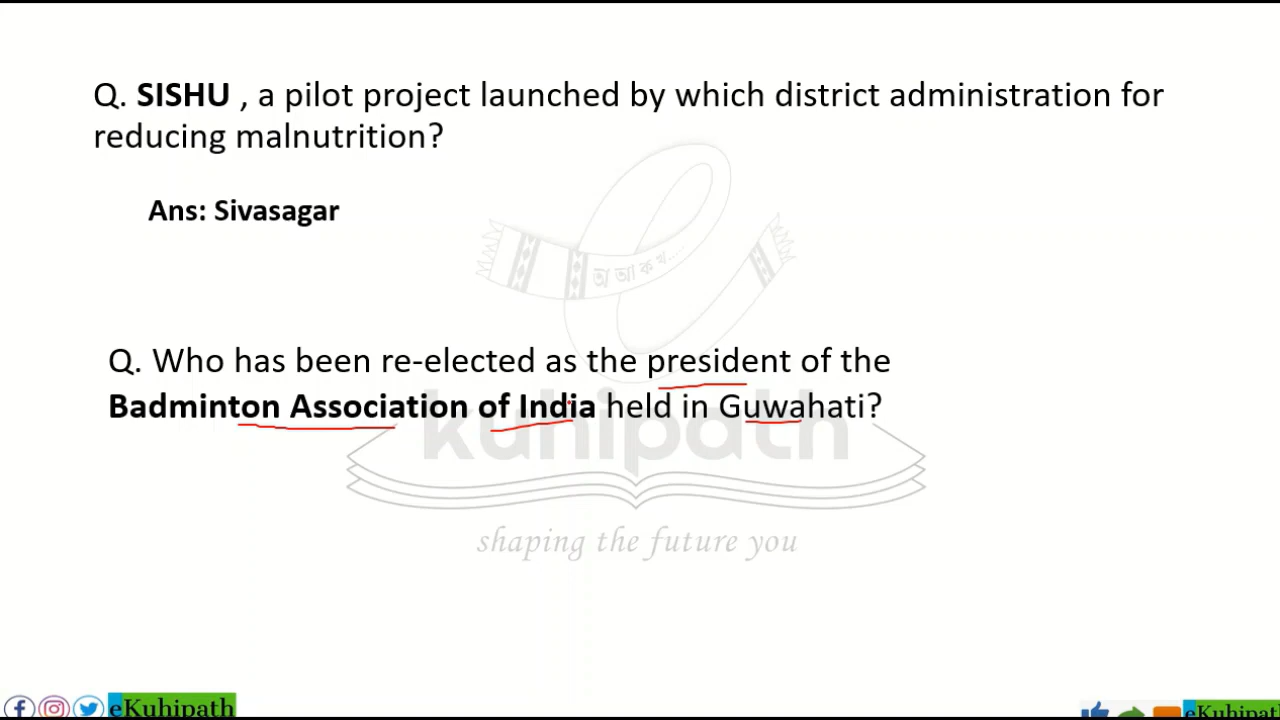 Q. SISHU , a pilot project launched by which district administration for
reducing malnutrition?
Ans: Sivasagar
অ আ ক খ....
Q. Who has been re-elected as the president of the
Badminton Association of India held in Guwahati?
kuhipath
shaping the future you
eKuhipath
eKuhipath